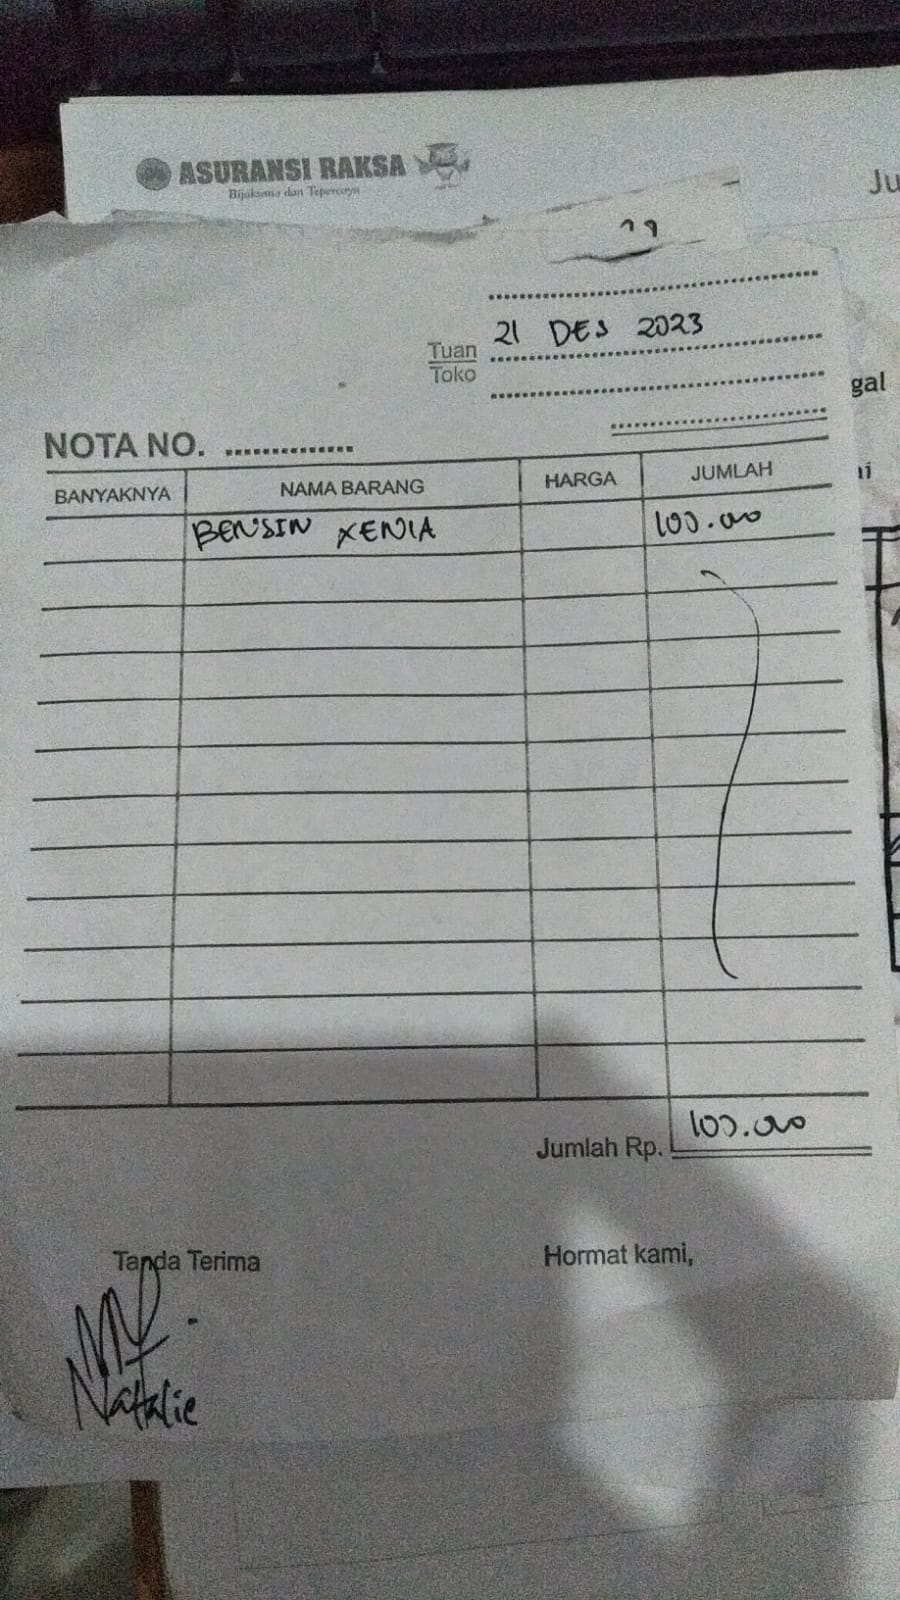 ASURANSI RAKSA
Bijaksana dan Tepercaya
Ju
21 DES 2023
Tuan
Toko
gal
NOTA NO. ................
BANYAKNYA NAMA BARANG HARGA JUMLAH
BENSIN XENIA 100.000
Jumlah Rp. 100.000
Tanda Terima Hormat kami,
Natalie